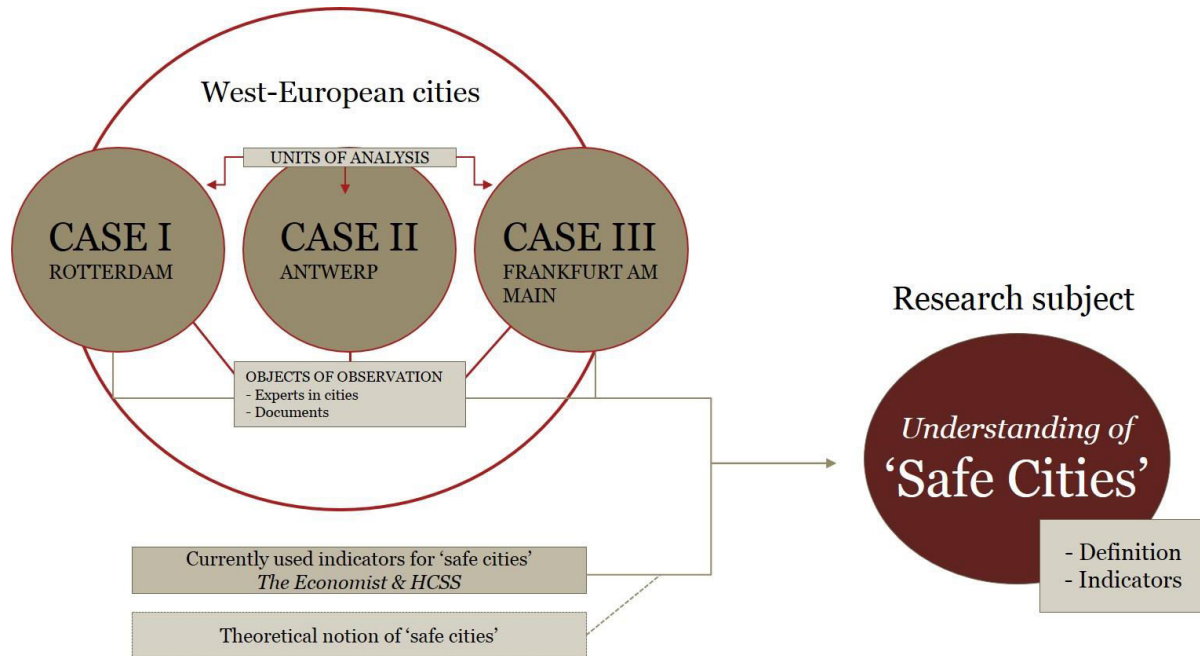 West-European cities
UNITS OF ANALYSIS
CASE I
ROTTERDAM
CASE II
ANTWERP
CASE III
FRANKFURT AM
MAIN
OBJECTS OF OBSERVATION
- Experts in cities
- Documents
Currently used indicators for ‘safe cities’
The Economist & HCSS
Theoretical notion of ‘safe cities’
Research subject
Understanding of
‘Safe Cities’
- Definition
- Indicators